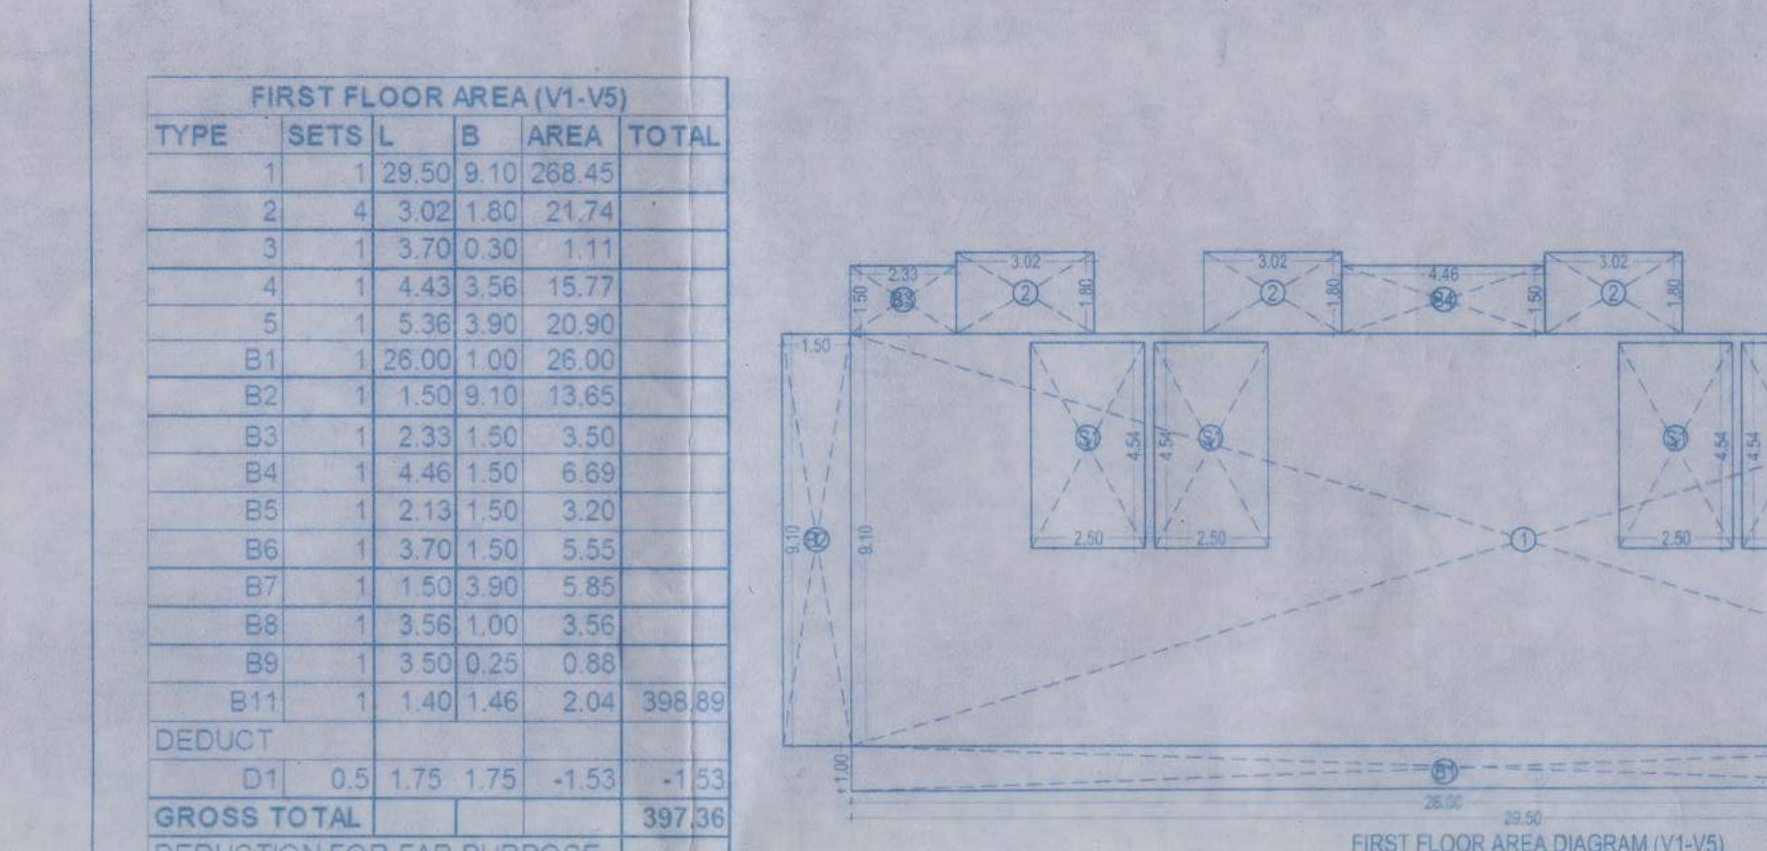 FIRST FLOOR AREA (V1-V5)
TYPE SETS L B AREA TOTAL
1 1 29.50 9.10 268.45
2 4 3.02 1.80 21.74
3 1 3.70 0.30 1.11
4 1 4.43 3.56 15.77
5 1 5.36 3.90 20.90
B1 1 26.00 1.00 26.00
B2 1 1.50 9.10 13.65
B3 1 2.33 1.50 3.50
B4 1 4.46 1.50 6.69
B5 1 2.13 1.50 3.20
B6 1 3.70 1.50 5.55
B7 1 1.50 3.90 5.85
B8 1 3.56 1.00 3.56
B9 1 3.50 0.25 0.88
B11 1 1.40 1.46 2.04 398.89
DEDUCT
D1 0.5 1.75 1.75 -1.53 -1.53
GROSS TOTAL 397.36
DEDUCTION FOR FAR PURPOSE
3.02 3.02 3.02
2.33 4.46
1.50 B3 2 1.80 2 1.80 B4 1.50 2 1.80
1.50
4.54 4.54 4.54 4.54
9.10 B2 9.10 2.50 2.50 1 2.50
1.00 B1
26.00
29.50
FIRST FLOOR AREA DIAGRAM (V1-V5)